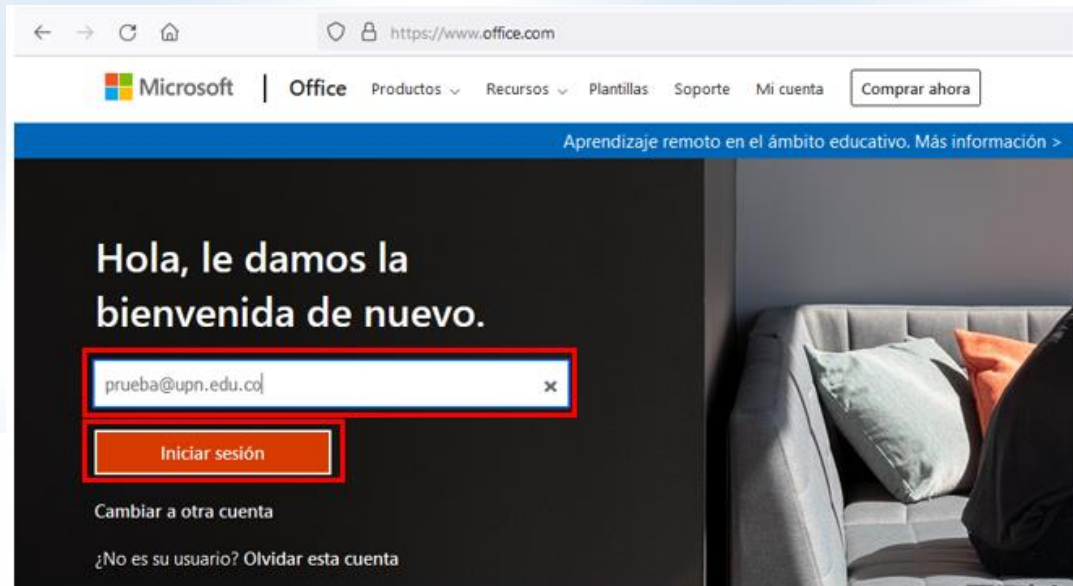 https://www.office.com
Microsoft | Office Productos Recursos Plantillas Soporte Mi cuenta Comprar ahora
Aprendizaje remoto en el ámbito educativo. Más información >
Hola, le damos la
bienvenida de nuevo.
prueba@upn.edu.co
Iniciar sesión
Cambiar a otra cuenta
¿No es su usuario? Olvidar esta cuenta